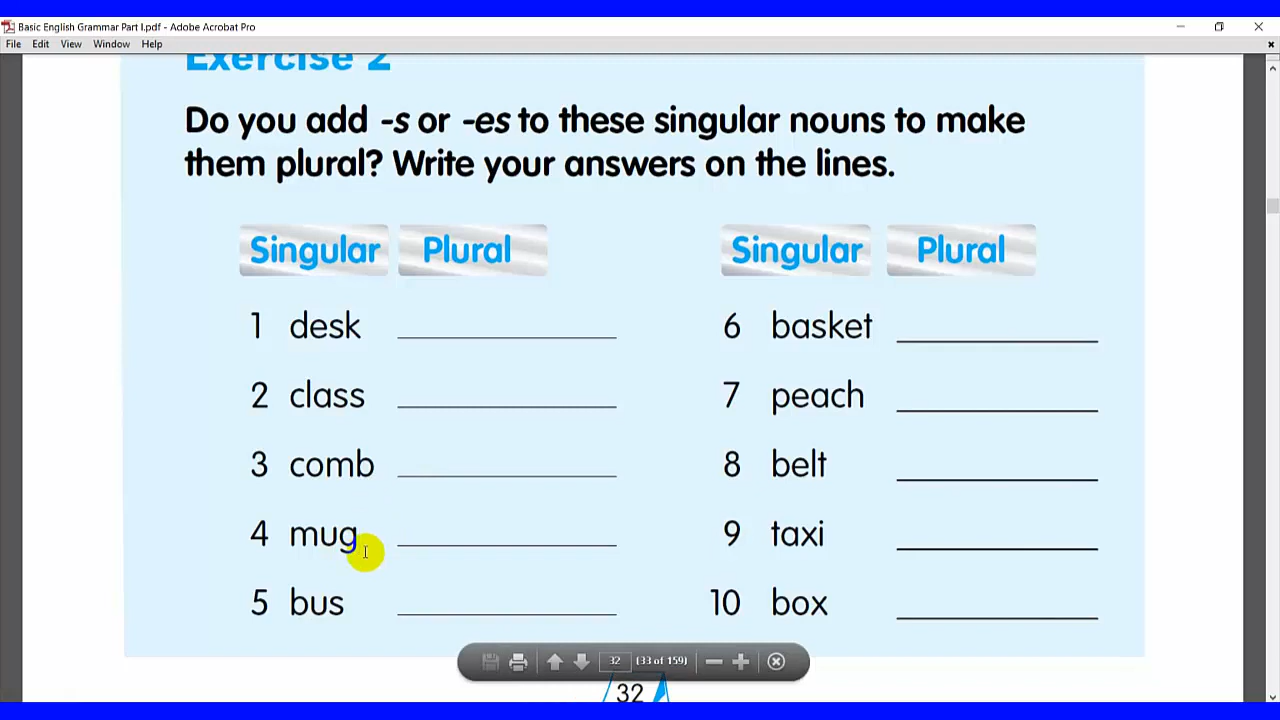 Basic English Grammar Part I.pdf - Adobe Acrobat Pro
File Edit View Window Help
Exercise 2
Do you add -s or -es to these singular nouns to make
them plural? Write your answers on the lines.
Singular Plural Singular Plural
1 desk 6 basket
2 class 7 peach
3 comb 8 belt
4 mug 9 taxi
5 bus 10 box
32 (33 of 159)
32